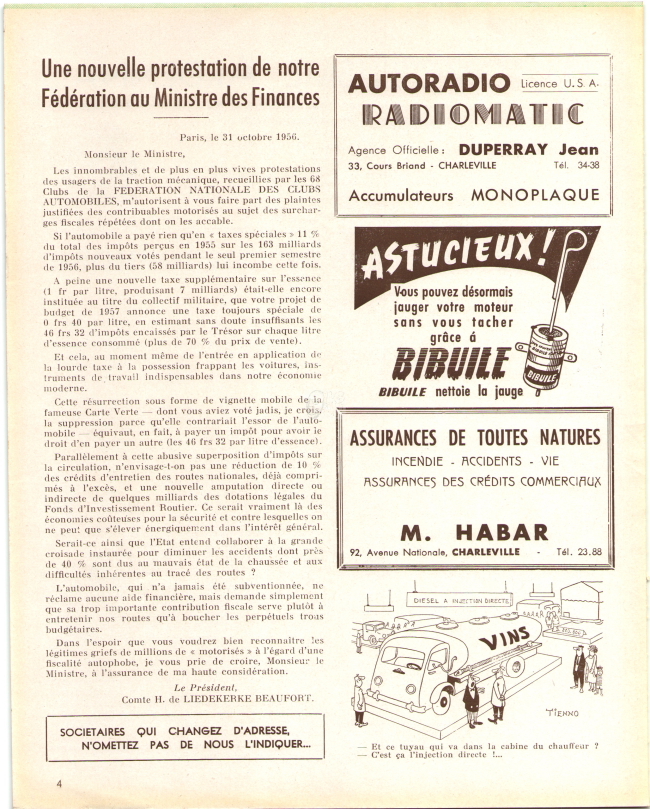 Une nouvelle protestation de notre
Fédération au Ministre des Finances
Paris, le 31 octobre 1956.
Monsieur le Ministre,
Les innombrables et de plus en plus vives protestations
des usagers de la traction mécanique, recueillies par les 68
Clubs de la FEDERATION NATIONALE DES CLUBS
AUTOMOBILES, m'autorisent à vous faire part des plaintes
justifiées des contribuables motorisés au sujet des surchar-
ges fiscales répétées dont on les accable.
Si l'automobile a payé rien qu'en « taxes spéciales » 11 %
du total des impôts perçus en 1955 sur les 163 milliards
d'impôts nouveaux votés pendant le seul premier semestre
de 1956, plus du tiers (58 milliards) lui incombe cette fois.
A peine une nouvelle taxe supplémentaire sur l'essence
(1 fr par litre, produisant 7 milliards) était-elle encore
instituée au titre du collectif militaire, que votre projet de
budget de 1957 annonce une taxe toujours spéciale de
0 frs 40 par litre, en estimant sans doute insuffisants les
46 frs 32 d'impôts encaissés par le Trésor sur chaque litre
d'essence consommé (plus de 70 % du prix de vente).
Et cela, au moment même de l'entrée en application de
la lourde taxe à la possession frappant les voitures, ins-
truments de travail indispensables dans notre économie
moderne.
Cette résurrection sous forme de vignette mobile de la
fameuse Carte Verte — dont vous aviez voté jadis, je crois,
la suppression parce qu'elle contrariait l'essor de l'auto-
mobile — équivaut, en fait, à payer un impôt pour avoir le
droit d'en payer un autre (les 46 frs 32 par litre d'essence).
Parallèlement à cette abusive superposition d'impôts sur
la circulation, n'envisage-t-on pas une réduction de 10 %
des crédits d'entretien des routes nationales, déjà compri-
més à l'excès, et une nouvelle amputation directe ou
indirecte de quelques milliards des dotations légales du
Fonds d'Investissement Routier. Ce serait vraiment là des
économies coûteuses pour la sécurité et contre lesquelles on
ne peut que s'élever énergiquement dans l'intérêt général.
Serait-ce ainsi que l'Etat entend collaborer à la grande
croisade instaurée pour diminuer les accidents dont près
de 40 % sont dus au mauvais état de la chaussée et aux
difficultés inhérentes au tracé des routes ?
L'automobile, qui n'a jamais été subventionnée, ne
réclame aucune aide financière, mais demande simplement
que sa trop importante contribution fiscale serve plutôt à
entretenir nos routes qu'à boucher les perpétuels trous
budgétaires.
Dans l'espoir que vous voudrez bien reconnaître les
légitimes griefs de millions de « motorisés » à l'égard d'une
fiscalité autophobe, je vous prie de croire, Monsieur le
Ministre, à l'assurance de ma haute considération.
Le Président,
Comte H. de LIEDEKERKE BEAUFORT.
SOCIETAIRES QUI CHANGEZ D'ADRESSE,
N'OMETTEZ PAS DE NOUS L'INDIQUER...
4
AUTORADIO Licence U.S.A.
RADIOMATIC
Agence Officielle : DUPERRAY Jean
33, Cours Briand - CHARLEVILLE Tél. 34-38
Accumulateurs MONOPLAQUE
ASTUCIEUX !
Vous pouvez désormais
jauger votre moteur
sans vous tacher
grâce á
BIBUILE
BIBUILE nettoie la jauge
BIBUILE
ASSURANCES DE TOUTES NATURES
INCENDIE - ACCIDENTS - VIE
ASSURANCES DES CRÉDITS COMMERCIAUX
M. HABAR
92, Avenue Nationale, CHARLEVILLE - Tél. 23.88
DIESEL A INJECTION DIRECTE
VINS
TIENNO
— Et ce tuyau qui va dans la cabine du chauffeur ?
— C'est ça l'injection directe !...